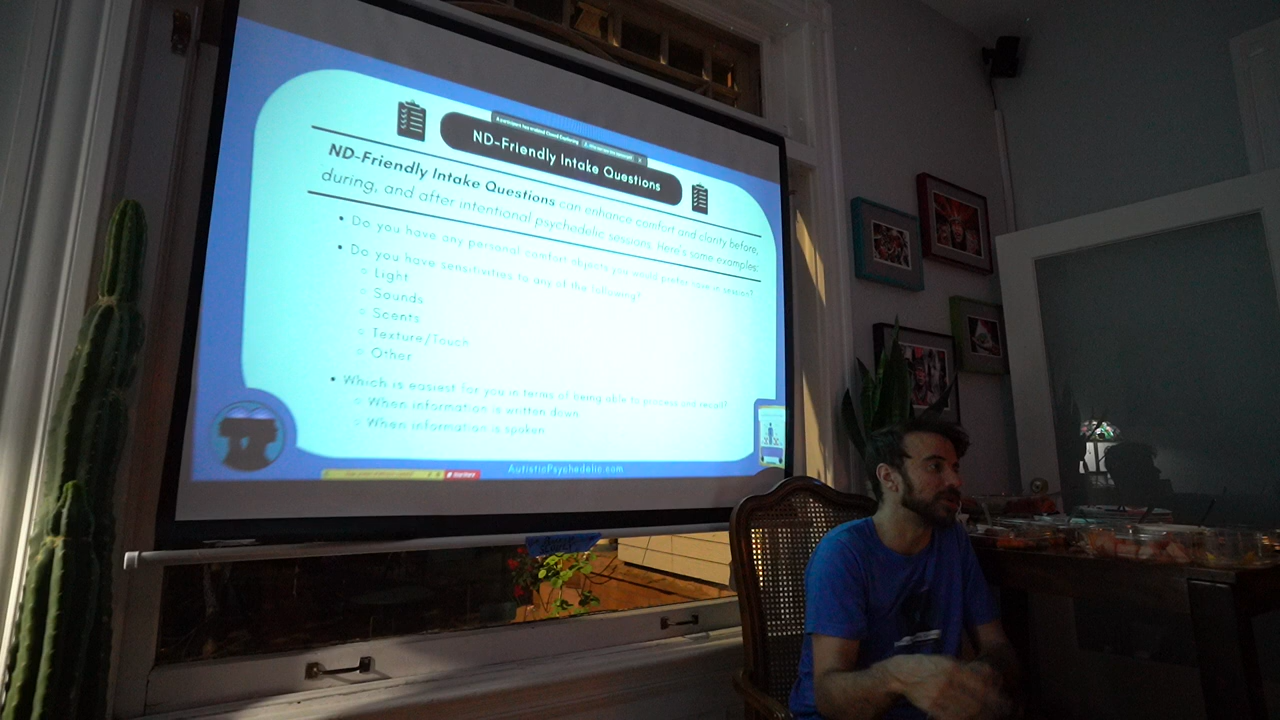 ND-Friendly Intake Questions
ND-Friendly Intake Questions can enhance comfort and clarity before,
during, and after intentional psychedelic sessions. Here's some examples:
• Do you have any personal comfort objects you would prefer have in session?
• Do you have sensitivities to any of the following?
○ Light
○ Sounds
○ Scents
○ Texture/Touch
○ Other
• Which is easiest for you in terms of being able to process and recall?
○ When information is written down
○ When information is spoken
AutisticPsychedelic.com